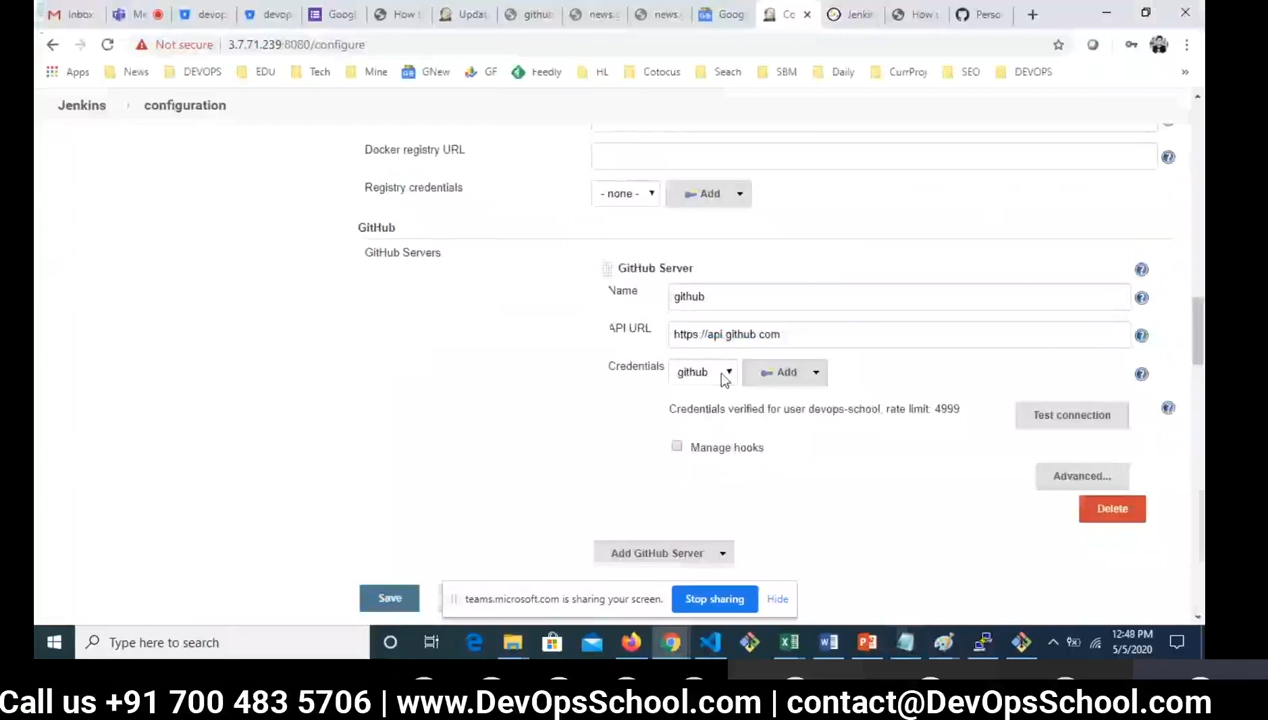 Inbox
Me
devop
devop
Googl
How t
Updat
github
news.
news.
Goog
Co
Jenki
How t
Perso
Not secure
3.7.71.239:8080/configure
Apps
News
DEVOPS
EDU
Tech
Mine
GNew
GF
Feedly
HL
Cotocus
Seach
SBM
Daily
CurrProj
SEO
DEVOPS
»
Jenkins
configuration
Docker registry URL
Registry credentials
- none -
Add
GitHub
GitHub Servers
GitHub Server
Name
github
API URL
https://api.github.com
Credentials
github
Add
Credentials verified for user devops-school, rate limit: 4999
Test connection
Manage hooks
Advanced...
Delete
Add GitHub Server
Save
teams.microsoft.com is sharing your screen.
Stop sharing
Hide
Type here to search
12:48 PM
5/5/2020
Call us +91 700 483 5706 | www.DevOpsSchool.com | contact@DevOpsSchool.com